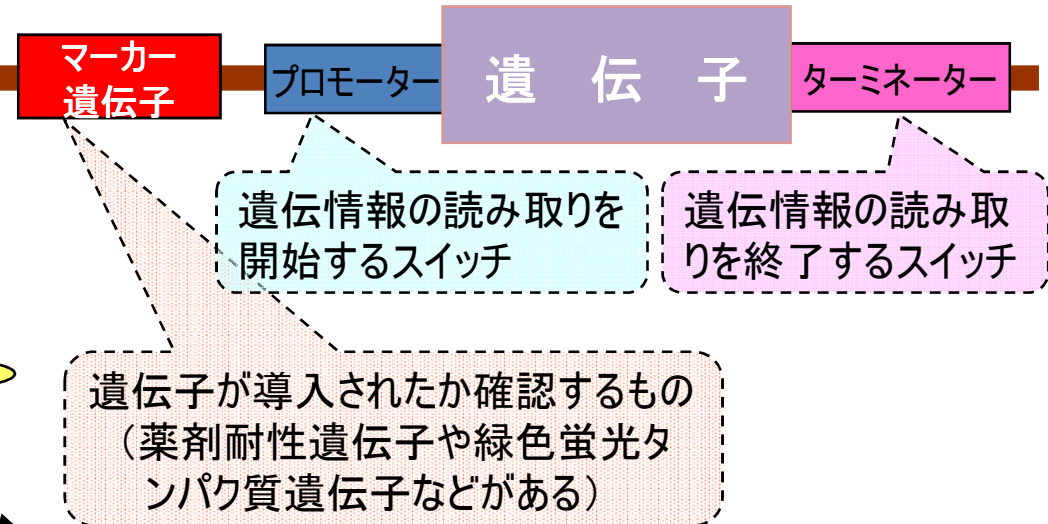 マーカー
遺伝子
プロモーター
遺 伝 子
ターミネーター
遺伝情報の読み取りを
開始するスイッチ
遺伝情報の読み取
りを終了するスイッチ
遺伝子が導入されたか確認するもの
（薬剤耐性遺伝子や緑色蛍光タ
ンパク質遺伝子などがある）